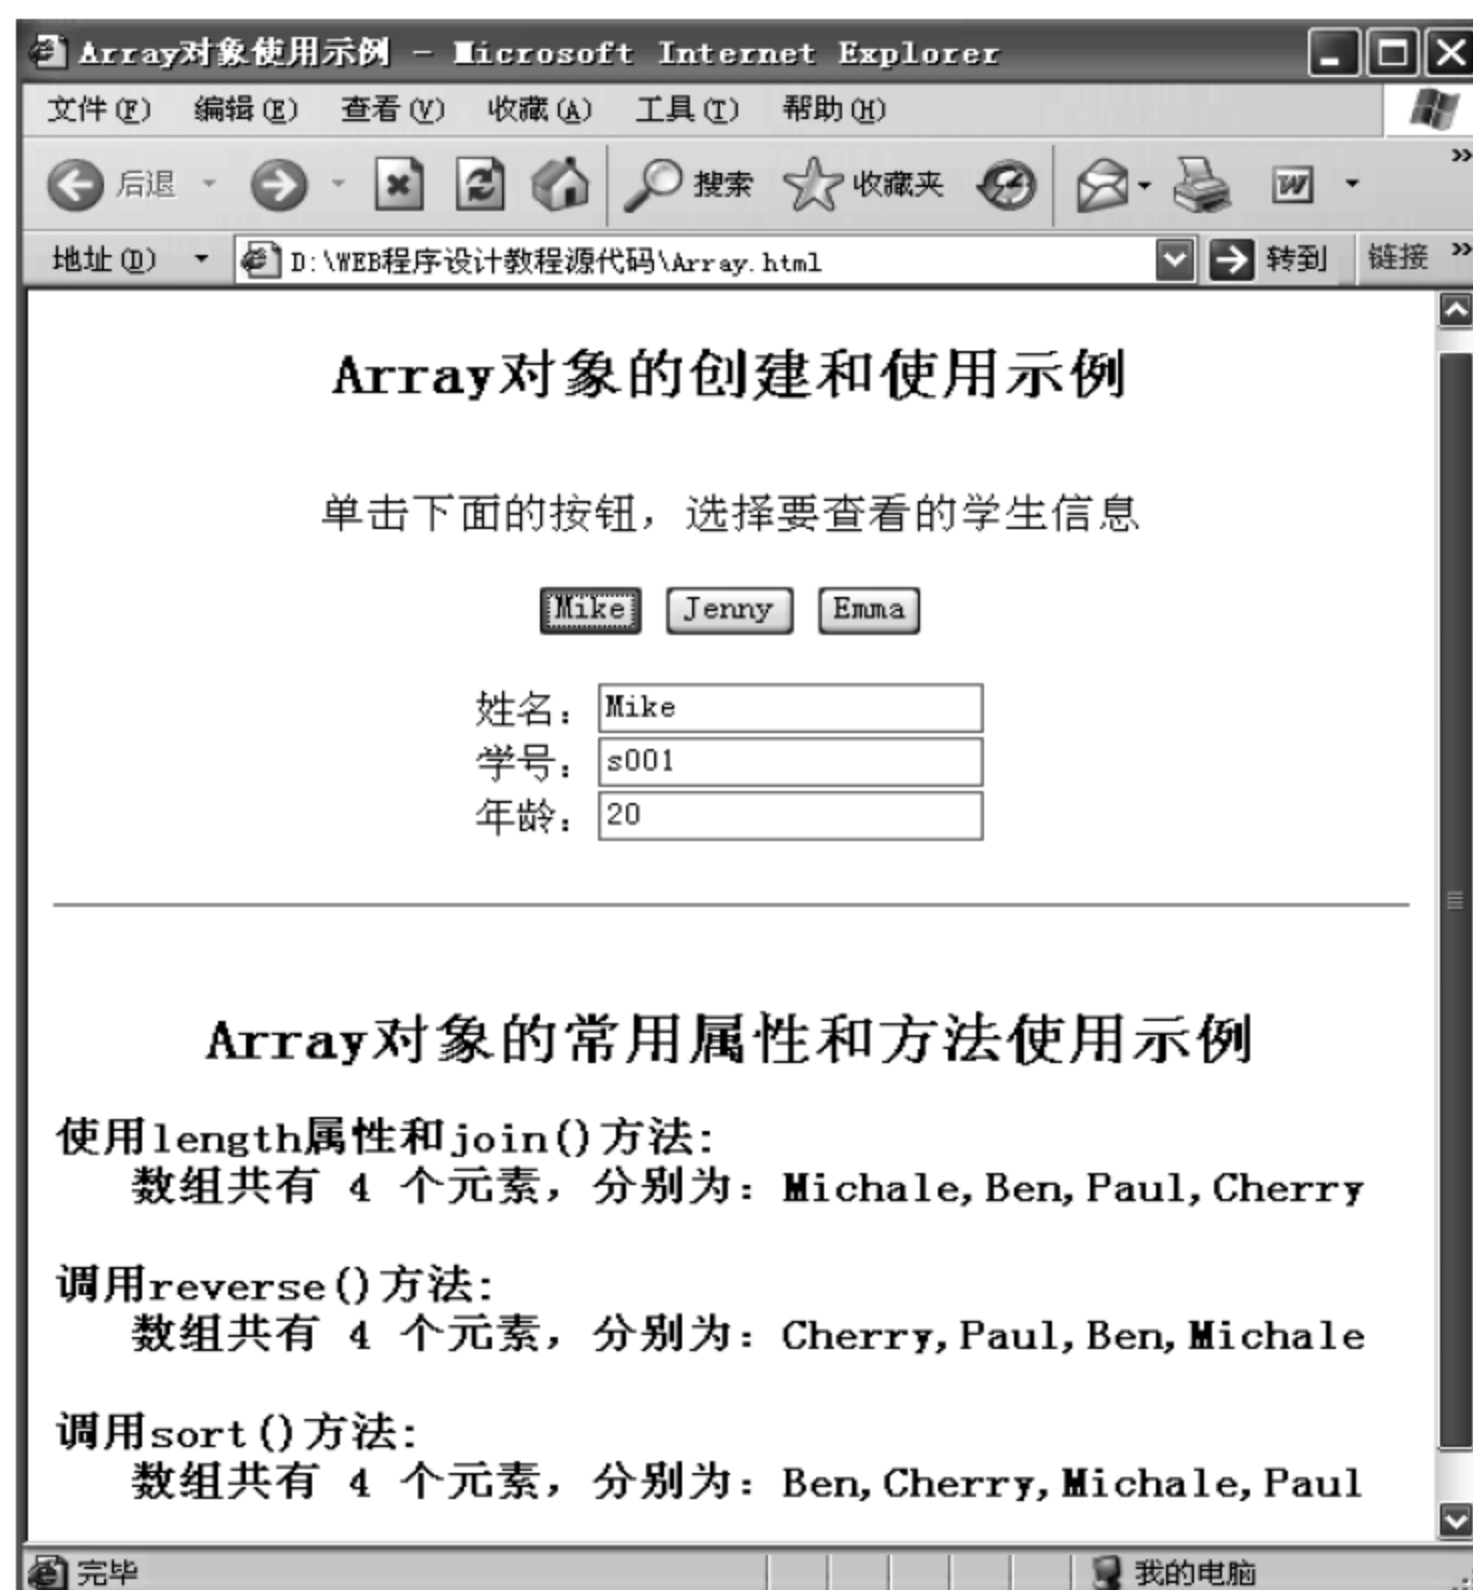 Array对象使用示例 - Microsoft Internet Explorer
文件(F) 编辑(E) 查看(V) 收藏(A) 工具(T) 帮助(H)
后退 搜索 收藏夹 »
地址(D) D:\WEB程序设计教程源代码\Array.html 转到 链接 »
Array对象的创建和使用示例
单击下面的按钮，选择要查看的学生信息
Mike Jenny Emma
姓名：Mike
学号：s001
年龄：20
Array对象的常用属性和方法使用示例
使用length属性和join()方法:
数组共有 4 个元素，分别为：Michale,Ben,Paul,Cherry
调用reverse()方法:
数组共有 4 个元素，分别为：Cherry,Paul,Ben,Michale
调用sort()方法:
数组共有 4 个元素，分别为：Ben,Cherry,Michale,Paul
完毕 我的电脑